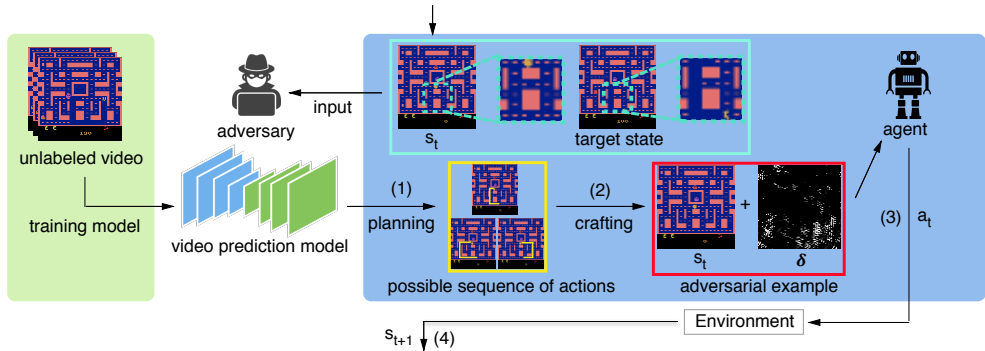 input
adversary
s_t
target state
agent
unlabeled video
training model
video prediction model
(1)
planning
possible sequence of actions
(2)
crafting
+
s_t
δ
adversarial example
(3)
a_t
Environment
s_{t+1}
(4)